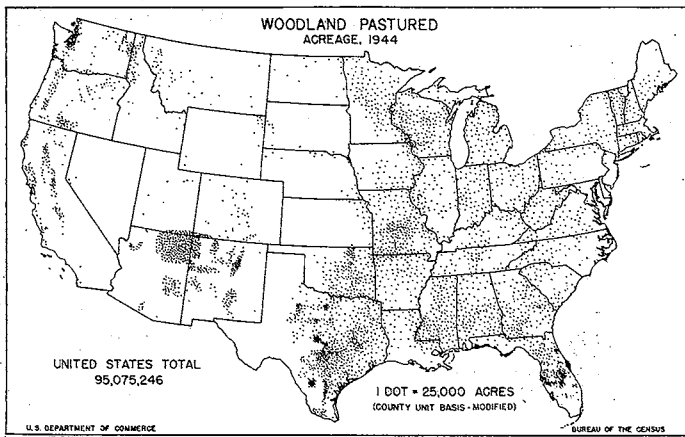 WOODLAND PASTURED
ACREAGE, 1944
UNITED STATES TOTAL
95,075,246
1 DOT = 25,000 ACRES
(COUNTY UNIT BASIS - MODIFIED)
U. S. DEPARTMENT OF COMMERCE
BUREAU OF THE CENSUS